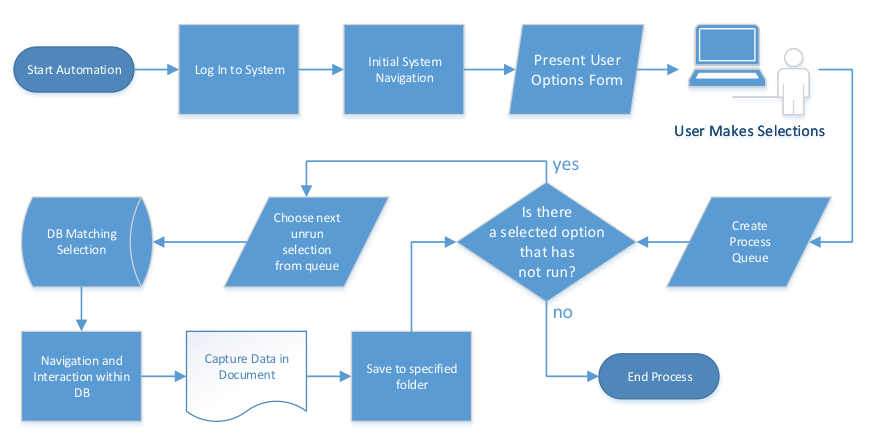 Start Automation
Log In to System
Initial System
Navigation
Present User
Options Form
User Makes Selections
yes
DB Matching
Selection
Choose next
unrun
selection
from queue
Is there
a selected option
that has
not run?
Create
Process
Queue
no
Navigation and
Interaction within
DB
Capture Data in
Document
Save to specified
folder
End Process